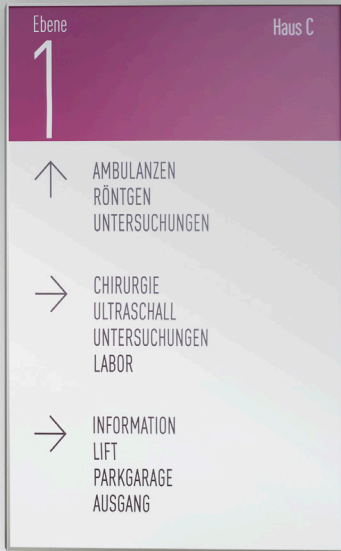 Ebene
Haus C
1
AMBULANZEN
RÖNTGEN
UNTERSUCHUNGEN
CHIRURGIE
ULTRASCHALL
UNTERSUCHUNGEN
LABOR
INFORMATION
LIFT
PARKGARAGE
AUSGANG